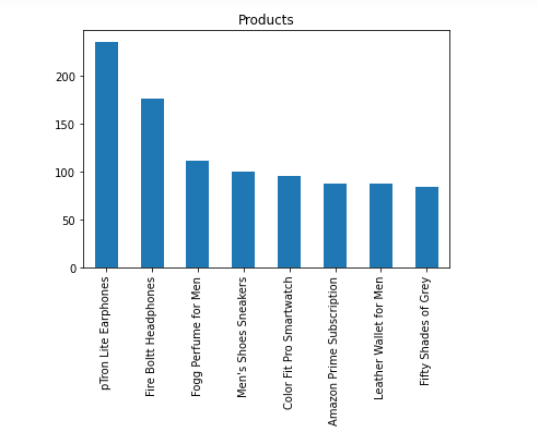 Products
200
150
100
50
0
pTron Lite Earphones
Fire Boltt Headphones
Fogg Perfume for Men
Men's Shoes Sneakers
Color Fit Pro Smartwatch
Amazon Prime Subscription
Leather Wallet for Men
Fifty Shades of Grey